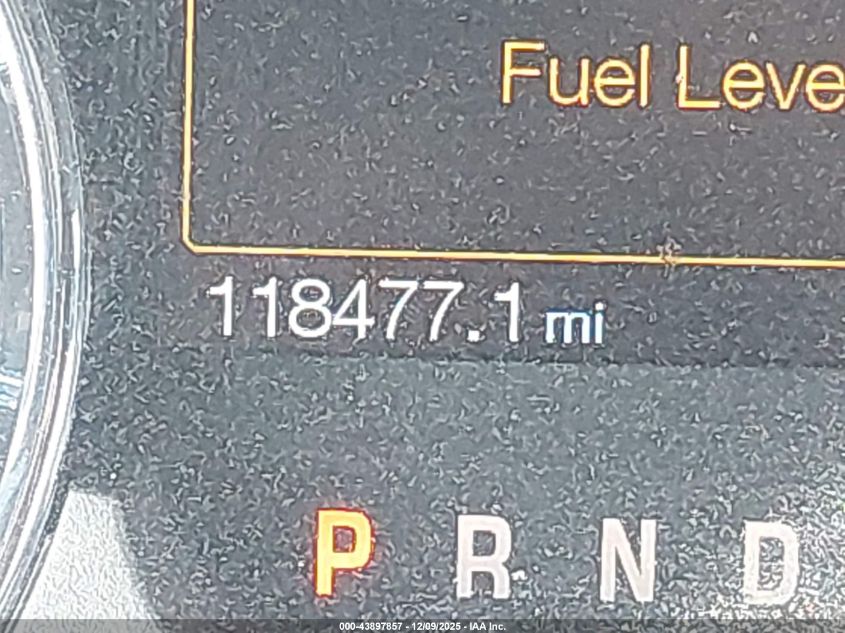 Fuel Leve
118477.1 mi
P R N D
000-43897857 - 12/09/2025 - IAA Inc.